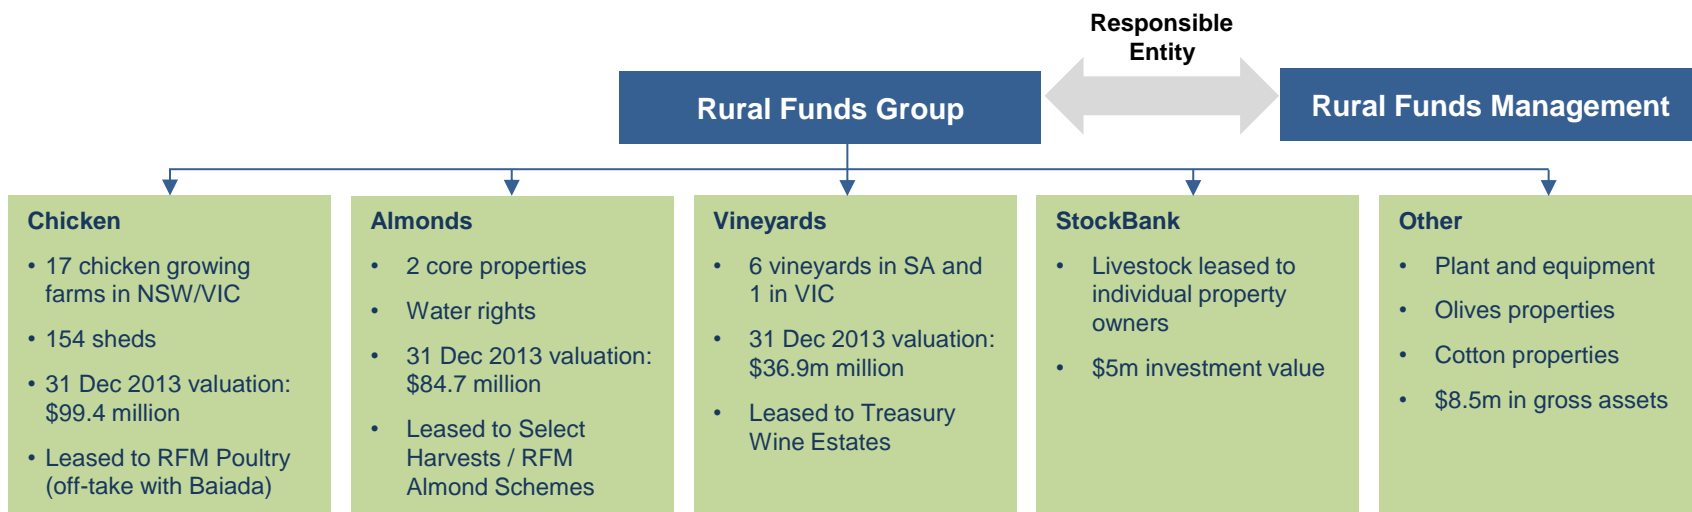 Responsible
Entity
Rural Funds Group
Rural Funds Management
Chicken
• 17 chicken growing
farms in NSW/VIC
• 154 sheds
• 31 Dec 2013 valuation:
$99.4 million
• Leased to RFM Poultry
(off-take with Baiada)
Almonds
• 2 core properties
• Water rights
• 31 Dec 2013 valuation:
$84.7 million
• Leased to Select
Harvests / RFM
Almond Schemes
Vineyards
• 6 vineyards in SA and
1 in VIC
• 31 Dec 2013 valuation:
$36.9m million
• Leased to Treasury
Wine Estates
StockBank
• Livestock leased to
individual property
owners
• $5m investment value
Other
• Plant and equipment
• Olives properties
• Cotton properties
• $8.5m in gross assets